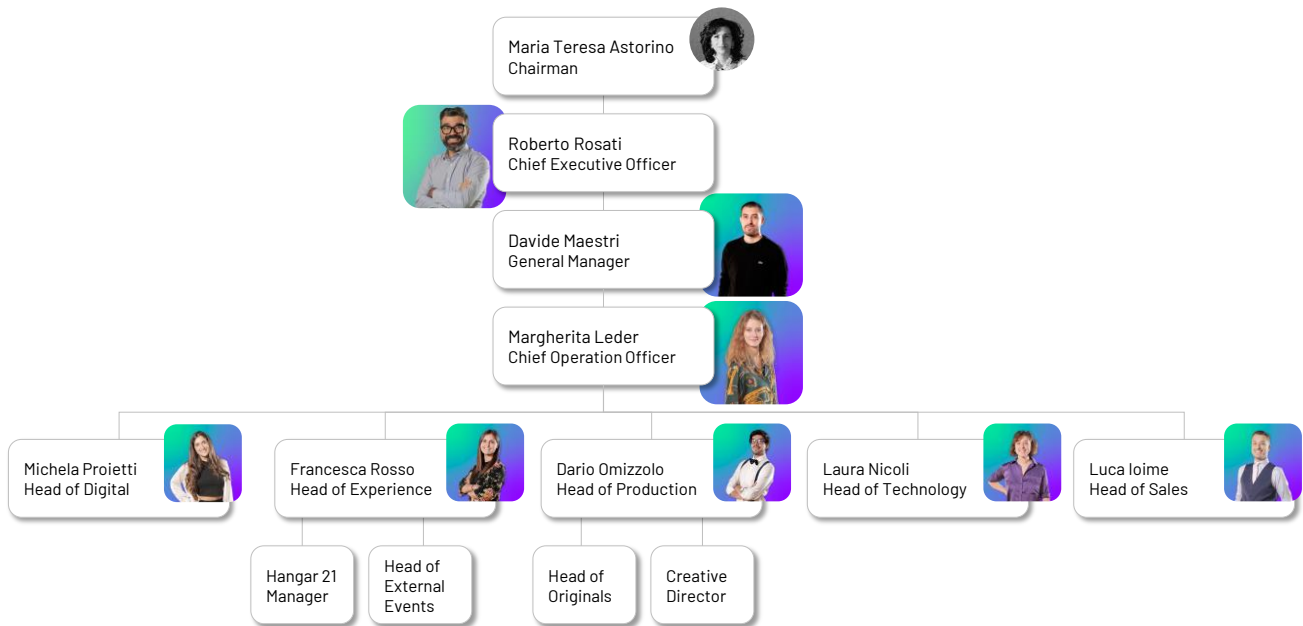 Maria Teresa Astorino
Chairman
Roberto Rosati
Chief Executive Officer
Davide Maestri
General Manager
Margherita Leder
Chief Operation Officer
Michela Proietti
Head of Digital
Francesca Rosso
Head of Experience
Dario Omizzolo
Head of Production
Laura Nicoli
Head of Technology
Luca Ioime
Head of Sales
Hangar 21
Manager
Head of
External
Events
Head of
Originals
Creative
Director